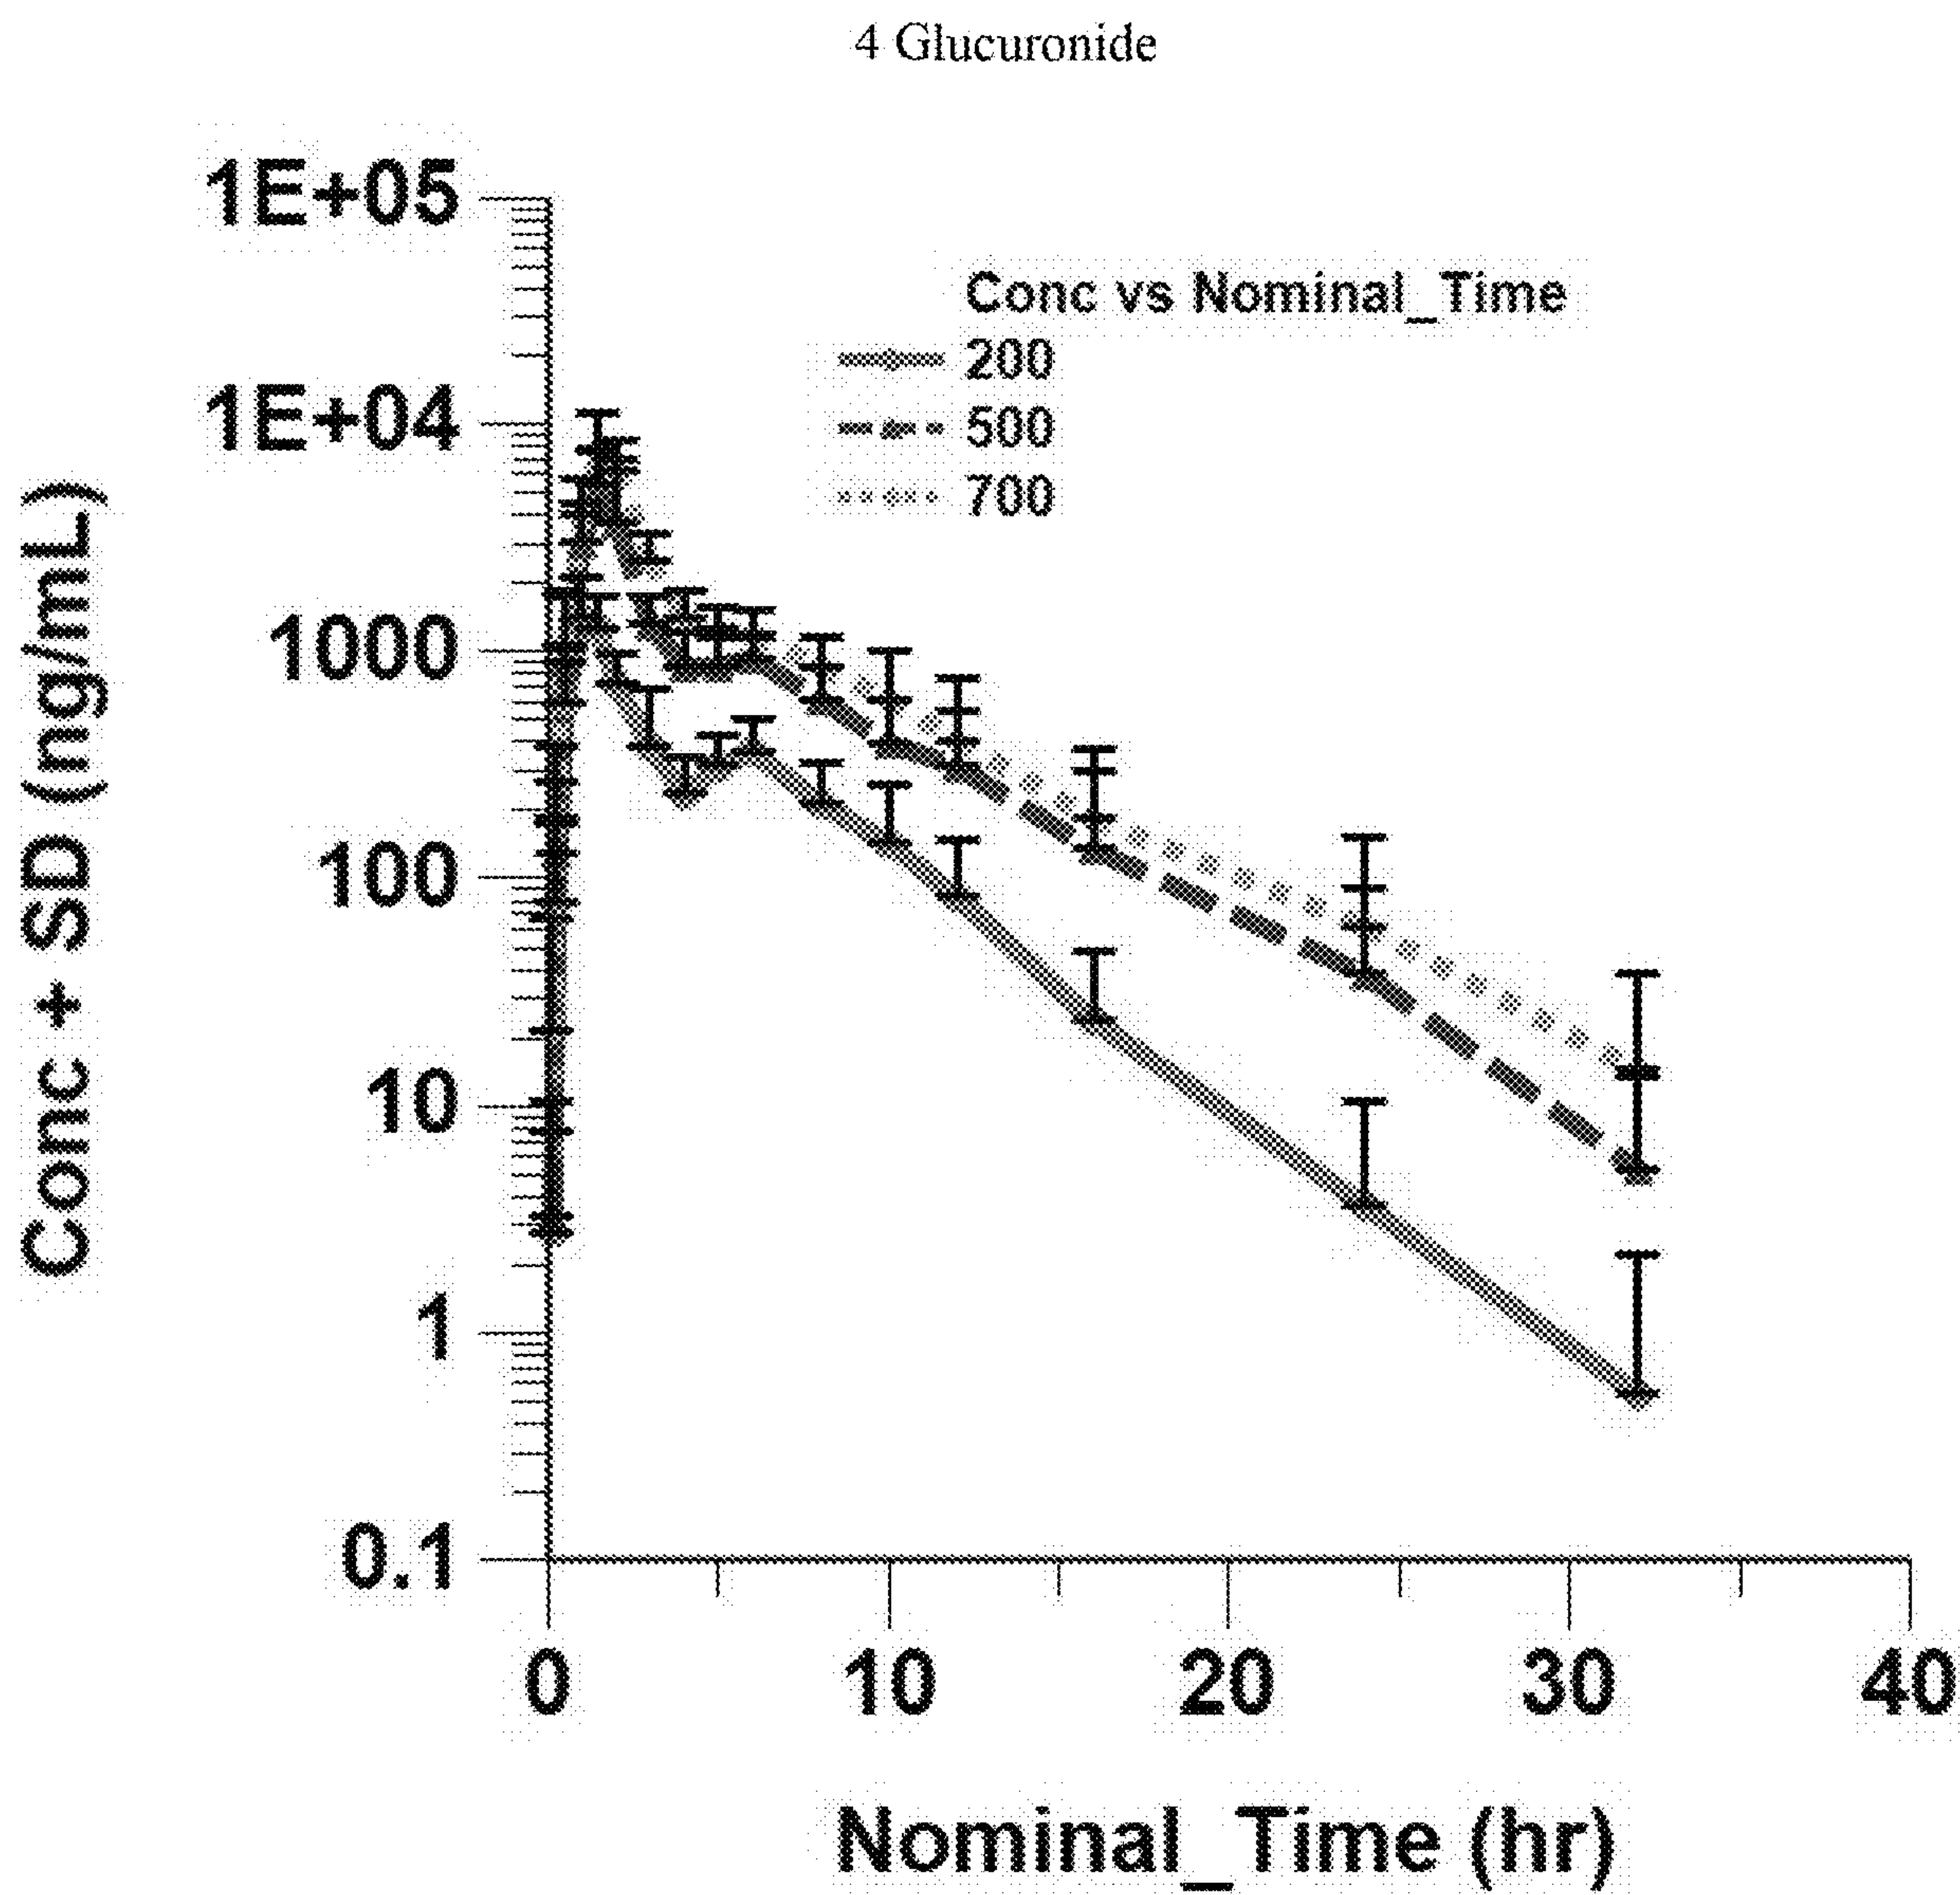 4 Glucuronide
1E+05
1E+04
1000
100
10
1
0.1
Conc + SD (ng/mL)
Conc vs Nominal_Time
200
500
700
0 10 20 30 40
Nominal_Time (hr)